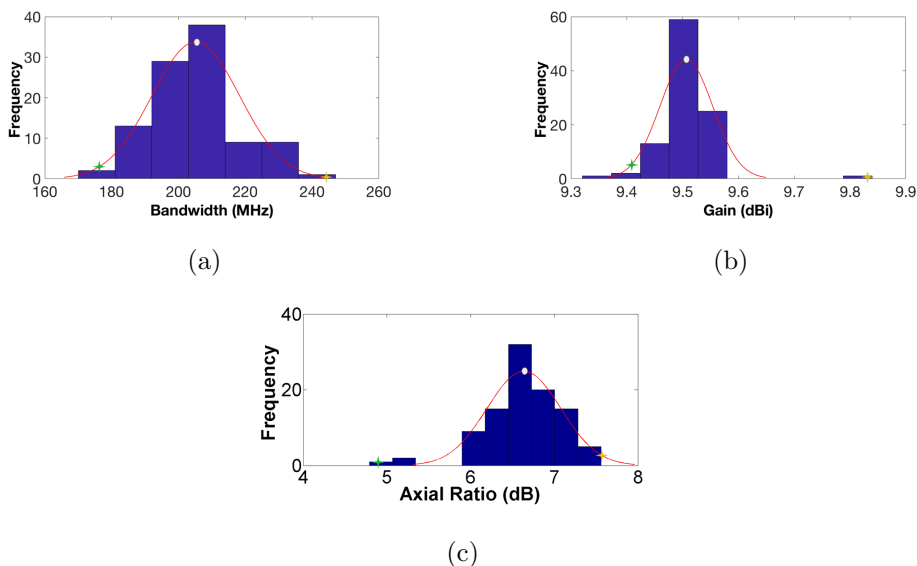 40
30
20
10
0
Frequency
160 180 200 220 240 260
Bandwidth (MHz)
(a)
60
40
20
0
Frequency
9.3 9.4 9.5 9.6 9.7 9.8 9.9
Gain (dBi)
(b)
40
20
0
Frequency
4 5 6 7 8
Axial Ratio (dB)
(c)